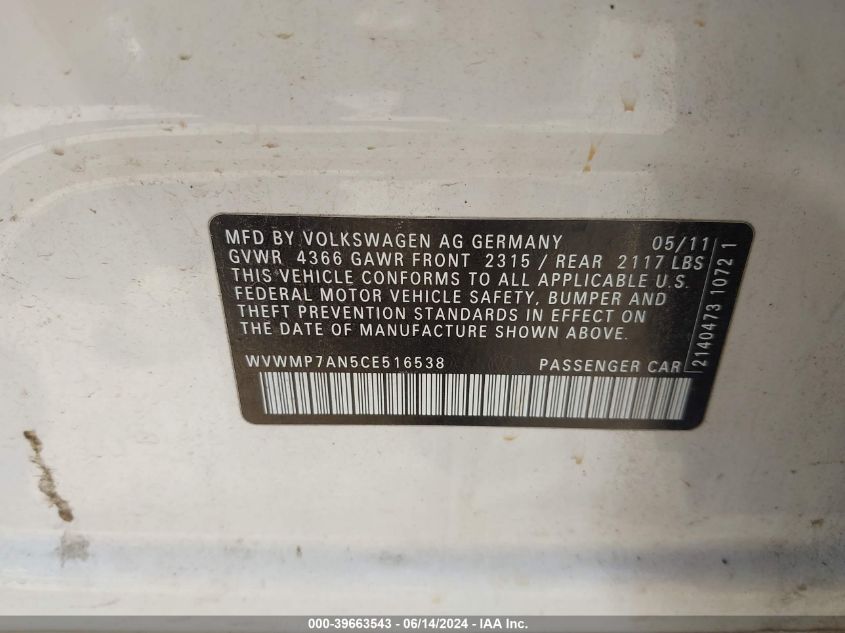 MFD BY VOLKSWAGEN AG GERMANY 05/11
GVWR 4366 GAWR FRONT 2315 / REAR 2117 LBS
THIS VEHICLE CONFORMS TO ALL APPLICABLE U.S.
FEDERAL MOTOR VEHICLE SAFETY, BUMPER AND
THEFT PREVENTION STANDARDS IN EFFECT ON
THE DATE OF MANUFACTURE SHOWN ABOVE.
WVWMP7AN5CE516538 PASSENGER CAR
2140473 1072 1
000-39663543 - 06/14/2024 - IAA Inc.